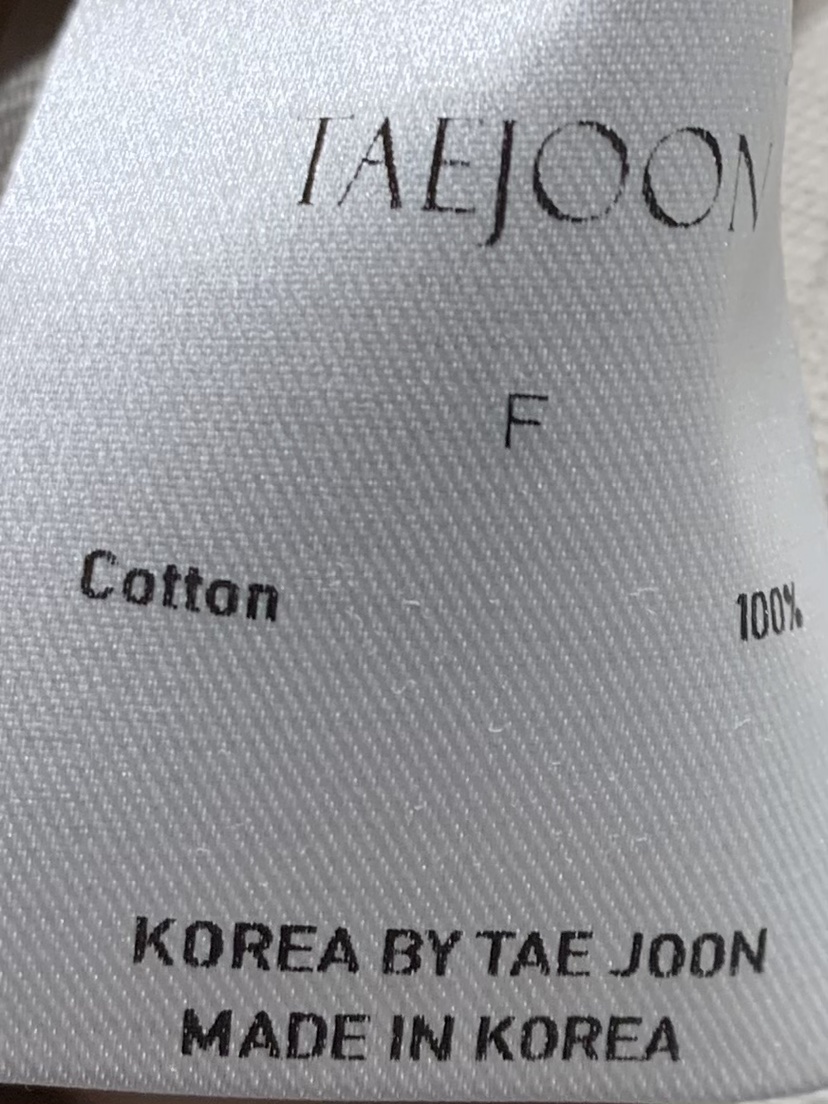 TAEJOON
F
Cotton 100%
KOREA BY TAE JOON
MADE IN KOREA